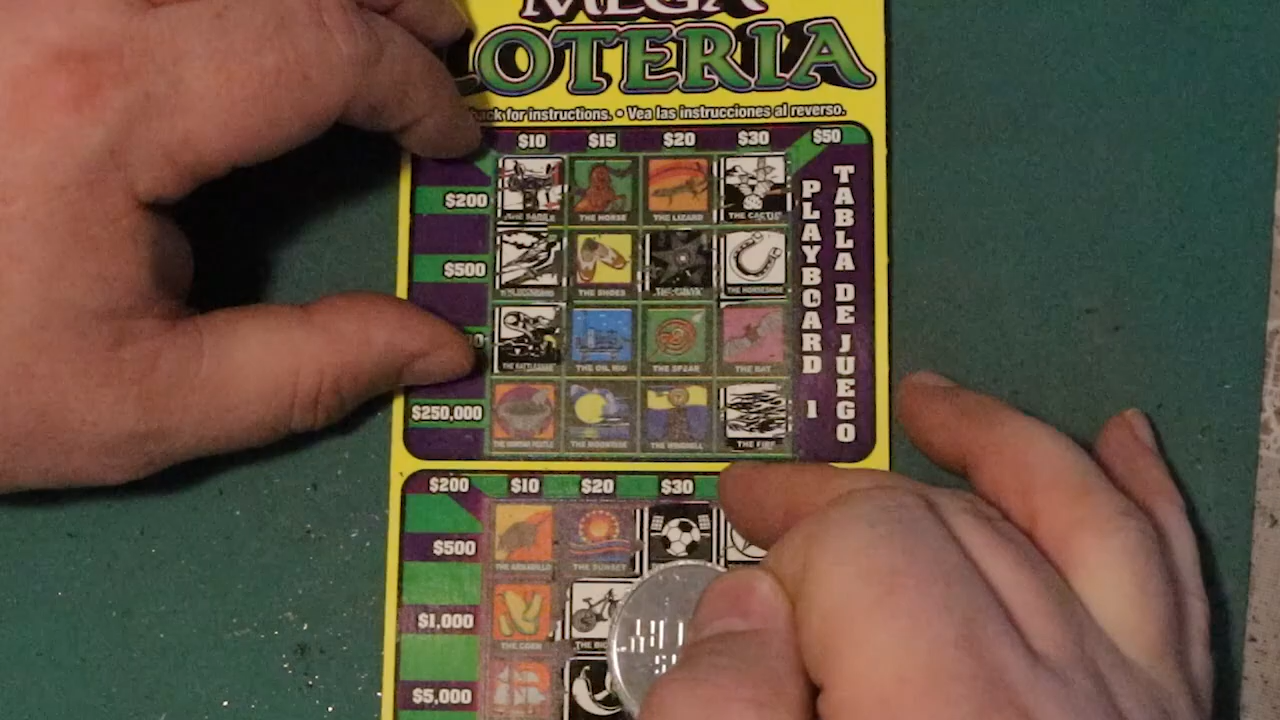 MEGA
LOTERIA
back for instructions. • Vea las instrucciones al reverso.
$10 $15 $20 $30 $50
$200
THE HORSE THE LIZARD THE CACTUS
$500
THE SHOES THE HORSESHOE
THE RATTLESNAKE THE OIL RIG THE SPEAR THE BAT
$250,000
THE MOONRISE THE WINDMILL THE FIRE
PLAYBOARD 1
TABLA DE JUEGO
$200 $10 $20 $30
$500
THE ARMADILLO THE SUNSET
$1,000
THE CORN THE
$5,000